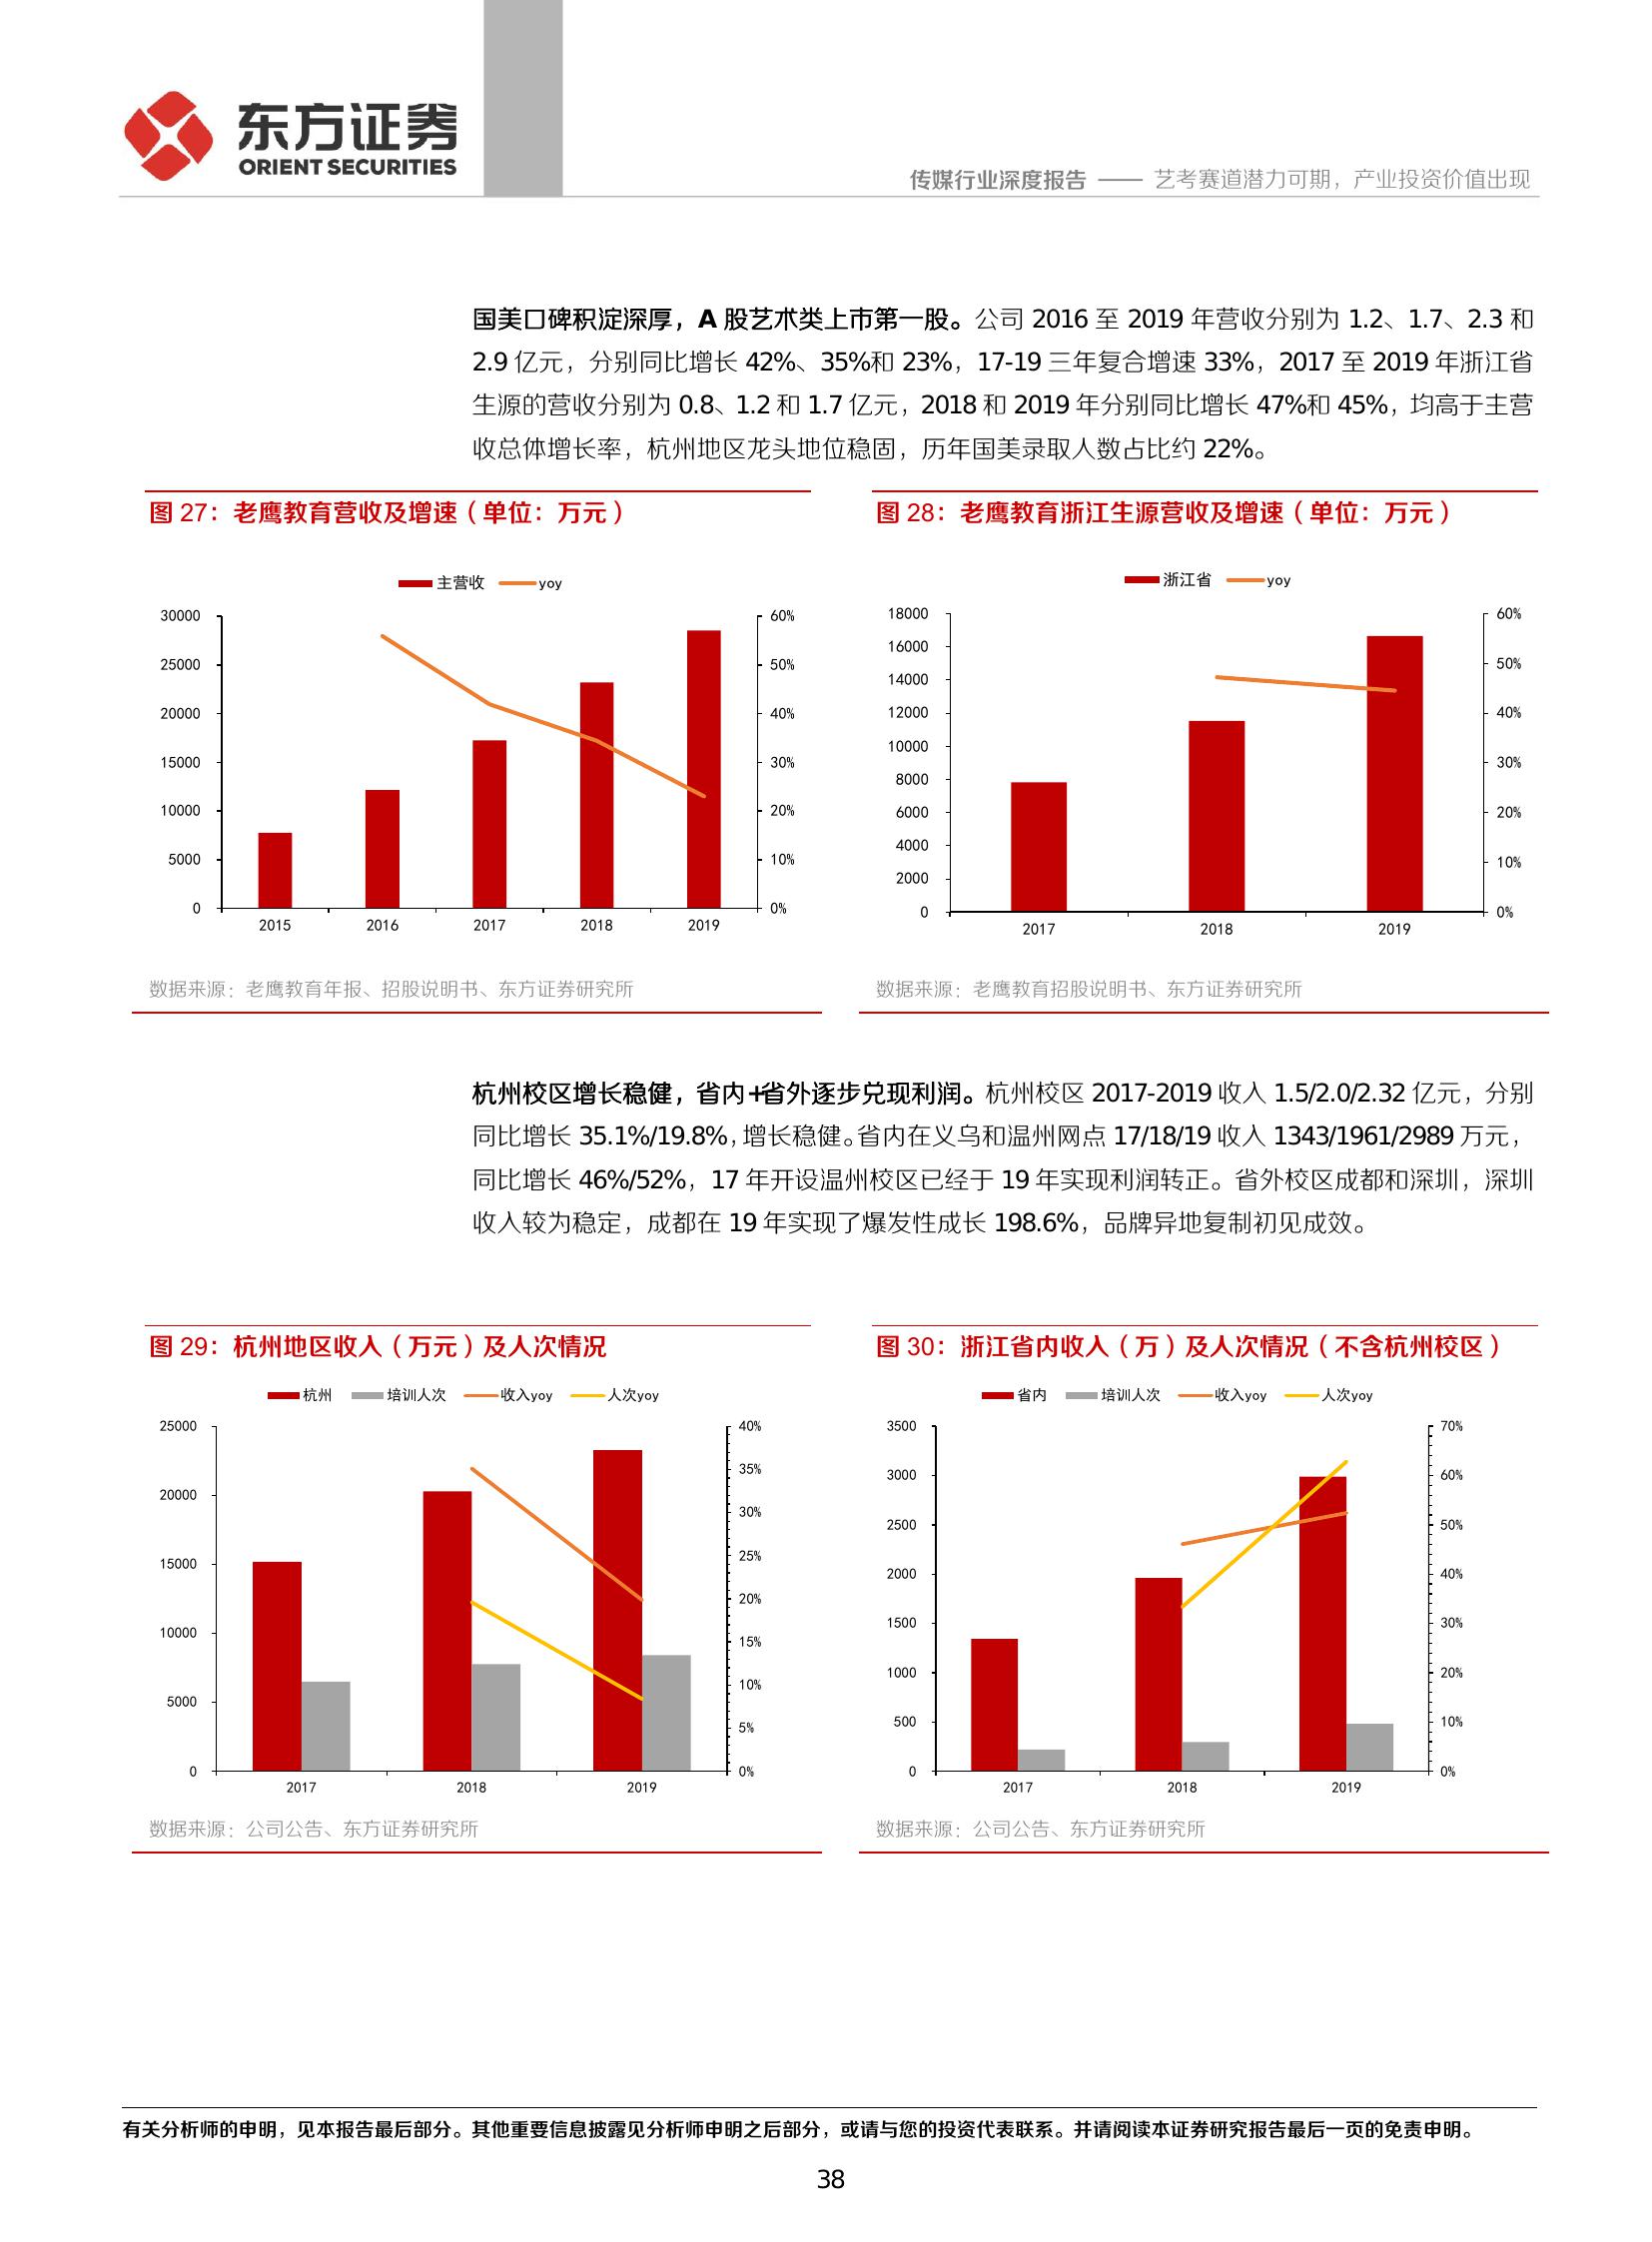 东方证券
ORIENT SECURITIES
传媒行业深度报告 —— 艺考赛道潜力可期，产业投资价值出现
国美口碑积淀深厚，A 股艺术类上市第一股。公司 2016 至 2019 年营收分别为 1.2、1.7、2.3 和
2.9 亿元，分别同比增长 42%、35%和 23%，17-19 三年复合增速 33%，2017 至 2019 年浙江省
生源的营收分别为 0.8、1.2 和 1.7 亿元，2018 和 2019 年分别同比增长 47%和 45%，均高于主营
收总体增长率，杭州地区龙头地位稳固，历年国美录取人数占比约 22%。
图 27：老鹰教育营收及增速（单位：万元）
主营收 yoy
30000 60%
25000 50%
20000 40%
15000 30%
10000 20%
5000 10%
0 0%
2015 2016 2017 2018 2019
数据来源：老鹰教育年报、招股说明书、东方证券研究所
图 28：老鹰教育浙江生源营收及增速（单位：万元）
浙江省 yoy
18000 60%
16000
50%
14000
12000 40%
10000
30%
8000
6000 20%
4000
10%
2000
0 0%
2017 2018 2019
数据来源：老鹰教育招股说明书、东方证券研究所
杭州校区增长稳健，省内+省外逐步兑现利润。杭州校区 2017-2019 收入 1.5/2.0/2.32 亿元，分别
同比增长 35.1%/19.8%，增长稳健。省内在义乌和温州网点 17/18/19 收入 1343/1961/2989 万元，
同比增长 46%/52%，17 年开设温州校区已经于 19 年实现利润转正。省外校区成都和深圳，深圳
收入较为稳定，成都在 19 年实现了爆发性成长 198.6%，品牌异地复制初见成效。
图 29：杭州地区收入（万元）及人次情况
杭州 培训人次 收入yoy 人次yoy
25000 40%
35%
20000
30%
25%
15000
20%
10000
15%
10%
5000
5%
0 0%
2017 2018 2019
数据来源：公司公告、东方证券研究所
图 30：浙江省内收入（万）及人次情况（不含杭州校区）
省内 培训人次 收入yoy 人次yoy
3500 70%
3000 60%
2500 50%
2000 40%
1500 30%
1000 20%
500 10%
0 0%
2017 2018 2019
数据来源：公司公告、东方证券研究所
有关分析师的申明，见本报告最后部分。其他重要信息披露见分析师申明之后部分，或请与您的投资代表联系。并请阅读本证券研究报告最后一页的免责申明。
38